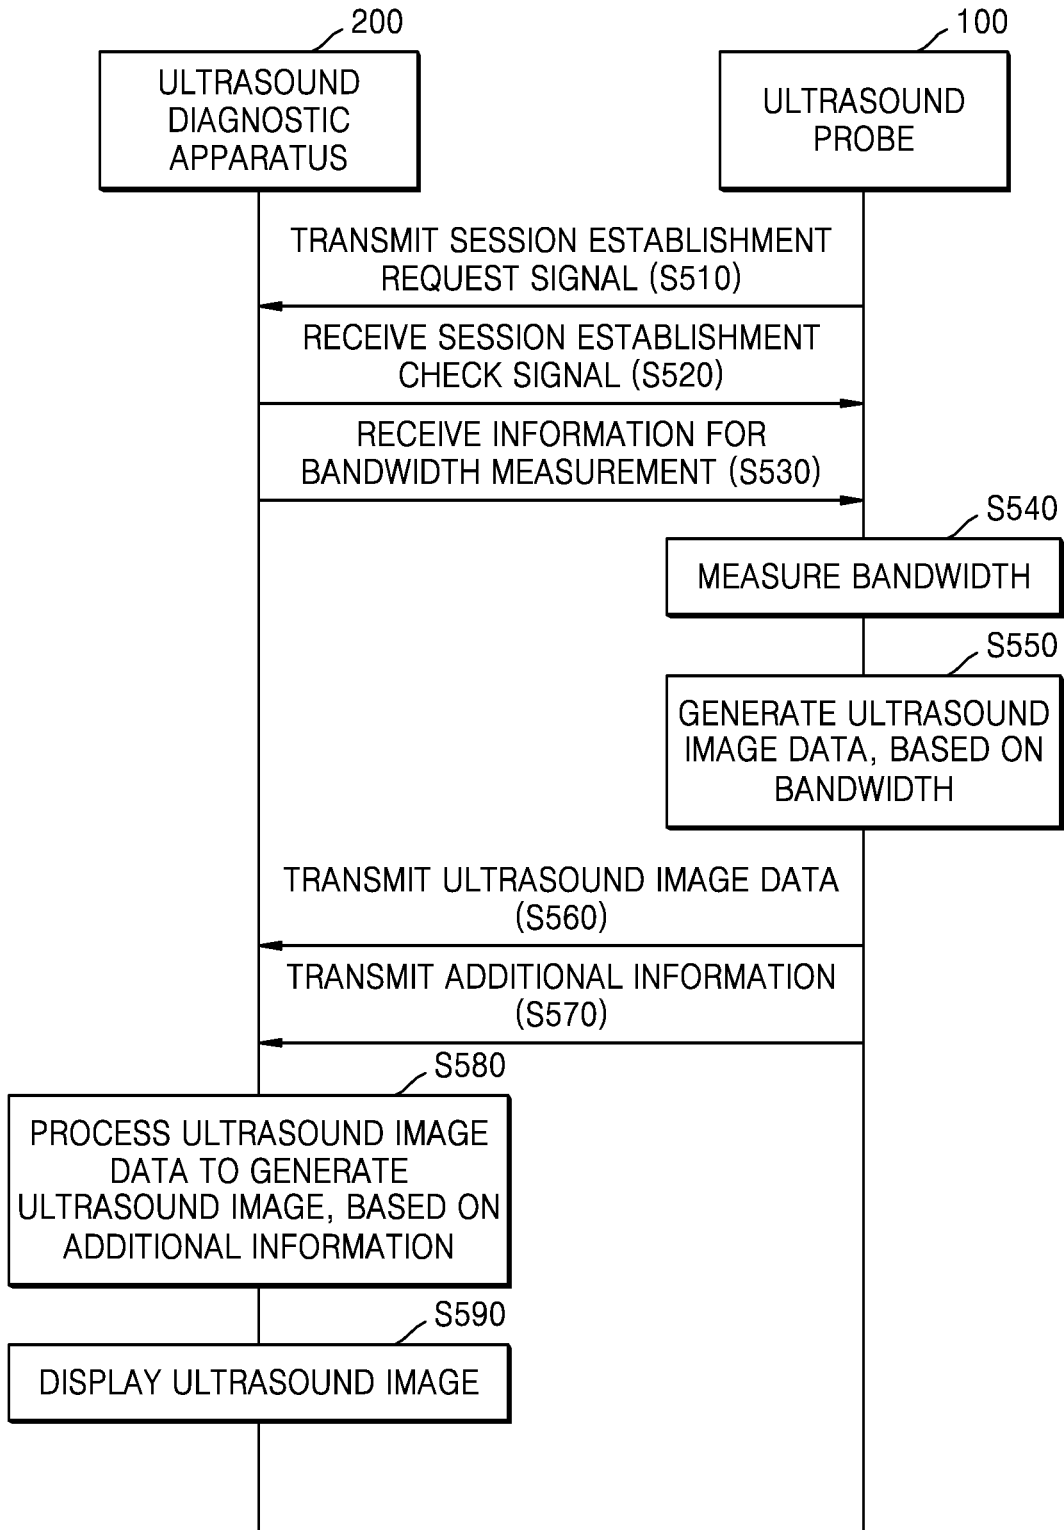 200
100
ULTRASOUND
DIAGNOSTIC
APPARATUS
ULTRASOUND
PROBE
TRANSMIT SESSION ESTABLISHMENT
REQUEST SIGNAL (S510)
RECEIVE SESSION ESTABLISHMENT
CHECK SIGNAL (S520)
RECEIVE INFORMATION FOR
BANDWIDTH MEASUREMENT (S530)
S540
MEASURE BANDWIDTH
S550
GENERATE ULTRASOUND
IMAGE DATA, BASED ON
BANDWIDTH
TRANSMIT ULTRASOUND IMAGE DATA
(S560)
TRANSMIT ADDITIONAL INFORMATION
(S570)
S580
PROCESS ULTRASOUND IMAGE
DATA TO GENERATE
ULTRASOUND IMAGE, BASED ON
ADDITIONAL INFORMATION
S590
DISPLAY ULTRASOUND IMAGE